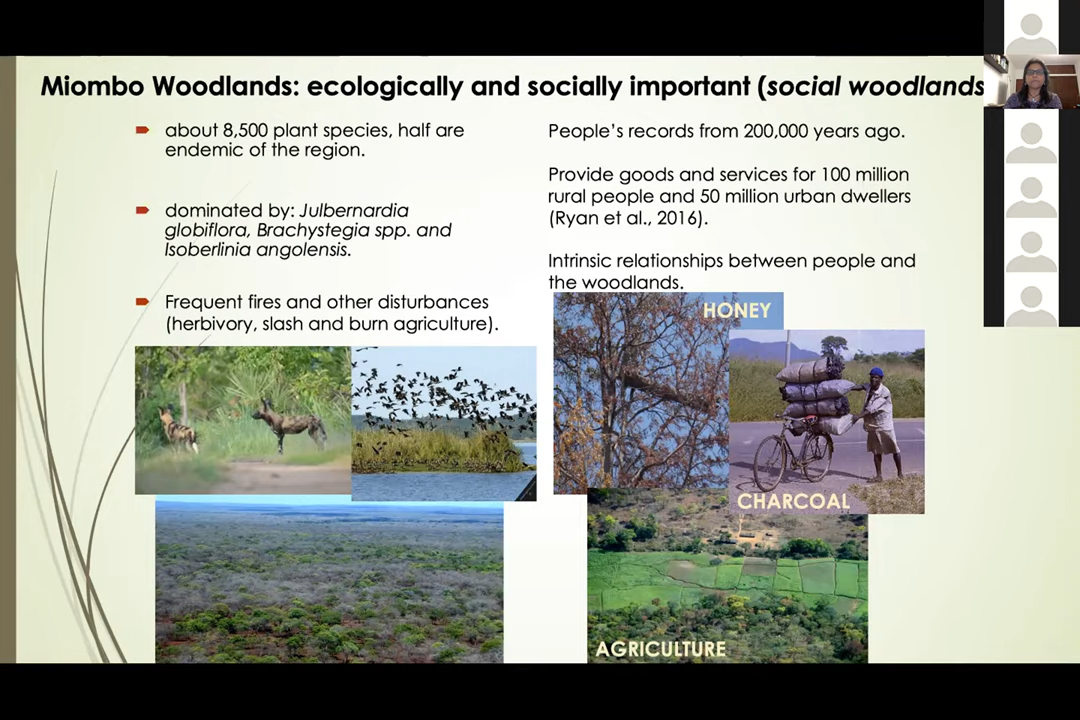 Miombo Woodlands: ecologically and socially important (social woodlands
about 8,500 plant species, half are
endemic of the region.
dominated by: Julbernardia
globiflora, Brachystegia spp. and
Isoberlinia angolensis.
Frequent fires and other disturbances
(herbivory, slash and burn agriculture).
People’s records from 200,000 years ago.
Provide goods and services for 100 million
rural people and 50 million urban dwellers
(Ryan et al., 2016).
Intrinsic relationships between people and
the woodlands.
HONEY
CHARCOAL
AGRICULTURE